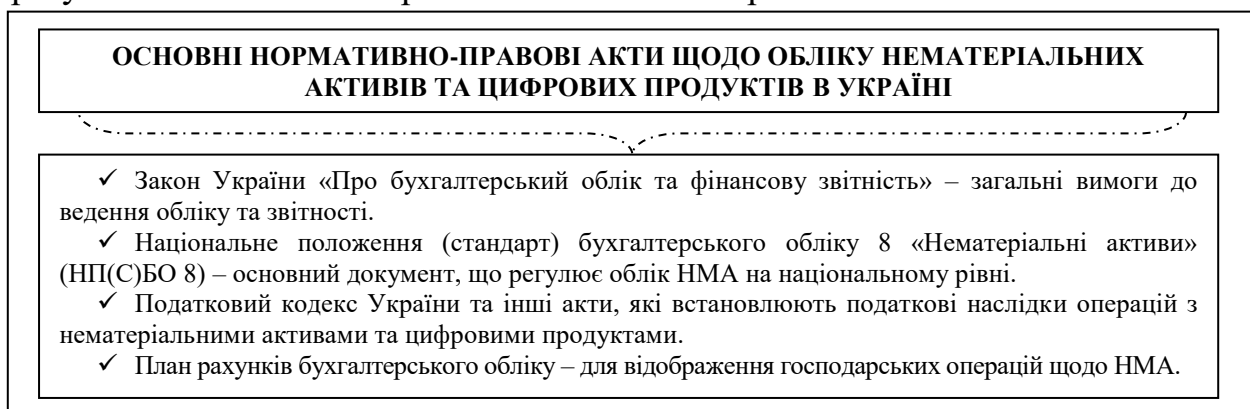 ОСНОВНІ НОРМАТИВНО-ПРАВОВІ АКТИ ЩОДО ОБЛІКУ НЕМАТЕРІАЛЬНИХ
АКТИВІВ ТА ЦИФРОВИХ ПРОДУКТІВ В УКРАЇНІ
✓ Закон України «Про бухгалтерський облік та фінансову звітність» – загальні вимоги до
ведення обліку та звітності.
✓ Національне положення (стандарт) бухгалтерського обліку 8 «Нематеріальні активи»
(НП(С)БО 8) – основний документ, що регулює облік НМА на національному рівні.
✓ Податковий кодекс України та інші акти, які встановлюють податкові наслідки операцій з
нематеріальними активами та цифровими продуктами.
✓ План рахунків бухгалтерського обліку – для відображення господарських операцій щодо НМА.